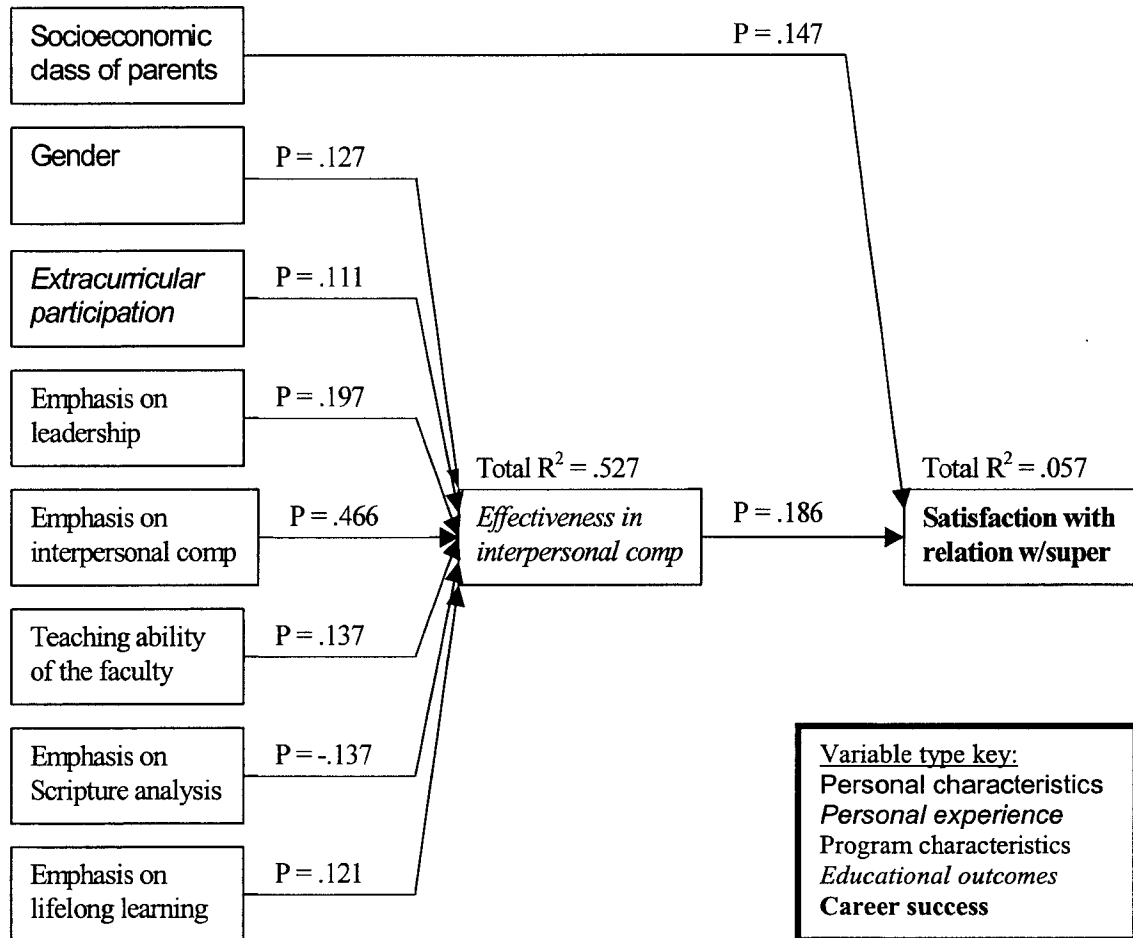 Socioeconomic
class of parents
P = .147
Gender
P = .127
Extracurricular
participation
P = .111
Emphasis on
leadership
P = .197
Emphasis on
interpersonal comp
P = .466
Total R² = .527
Effectiveness in
interpersonal comp
P = .186
Total R² = .057
Satisfaction with
relation w/super
Teaching ability
of the faculty
P = .137
Emphasis on
Scripture analysis
P = -.137
Emphasis on
lifelong learning
P = .121
Variable type key:
Personal characteristics
Personal experience
Program characteristics
Educational outcomes
Career success